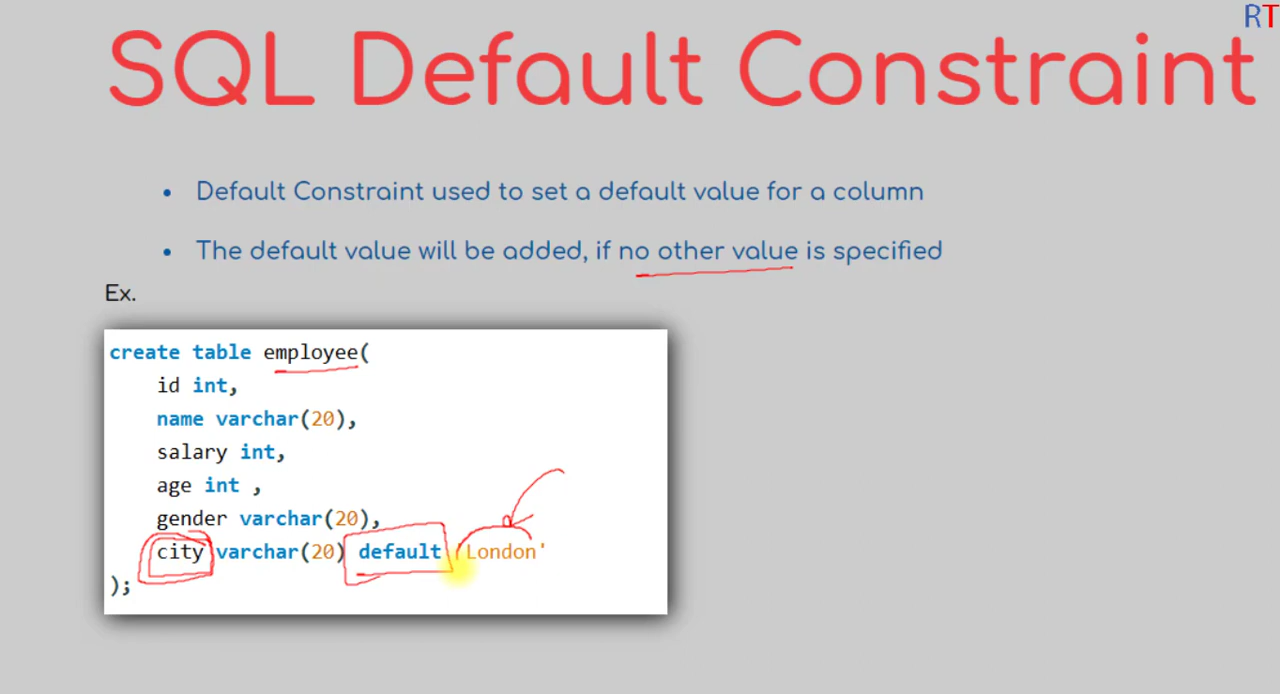 RT
SQL Default Constraint
• Default Constraint used to set a default value for a column
• The default value will be added, if no other value is specified
Ex.
create table employee(
id int,
name varchar(20),
salary int,
age int ,
gender varchar(20),
city varchar(20) default 'London'
);